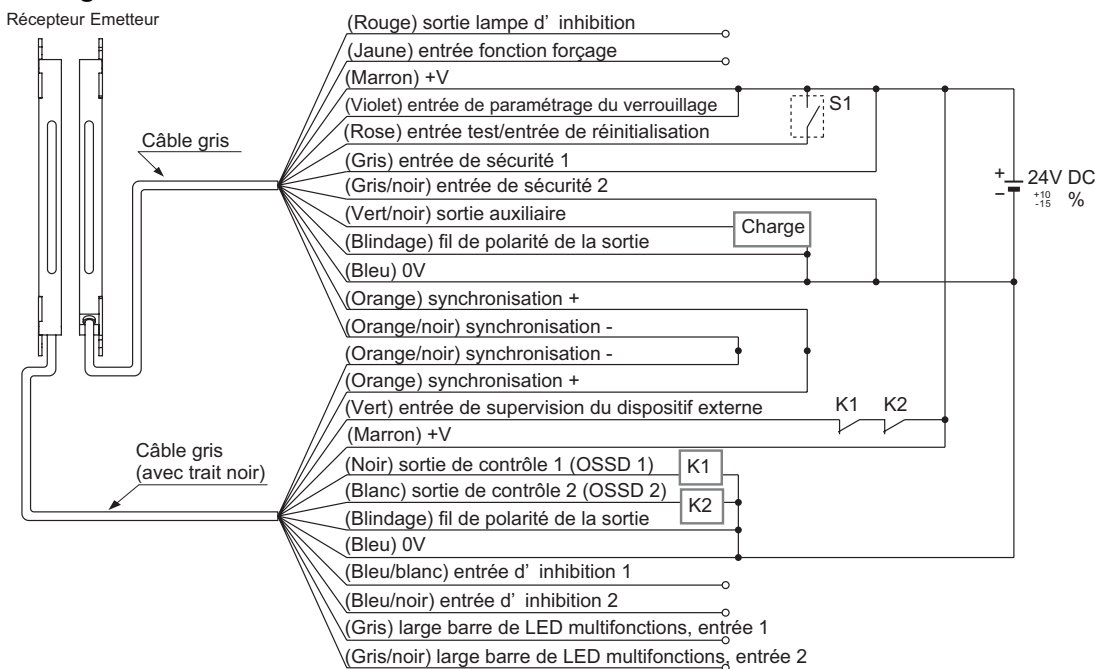 Récepteur Emetteur
(Rouge) sortie lampe d' inhibition
(Jaune) entrée fonction forçage
(Marron) +V
(Violet) entrée de paramétrage du verrouillage
S1
(Rose) entrée test/entrée de réinitialisation
Câble gris
(Gris) entrée de sécurité 1
(Gris/noir) entrée de sécurité 2
+
−
24V DC
+10
-15 %
(Vert/noir) sortie auxiliaire
Charge
(Blindage) fil de polarité de la sortie
(Bleu) 0V
(Orange) synchronisation +
(Orange/noir) synchronisation -
(Orange/noir) synchronisation -
(Orange) synchronisation +
(Vert) entrée de supervision du dispositif externe
K1 K2
(Marron) +V
Câble gris
(avec trait noir)
(Noir) sortie de contrôle 1 (OSSD 1)
K1
(Blanc) sortie de contrôle 2 (OSSD 2)
K2
(Blindage) fil de polarité de la sortie
(Bleu) 0V
(Bleu/blanc) entrée d' inhibition 1
(Bleu/noir) entrée d' inhibition 2
(Gris) large barre de LED multifonctions, entrée 1
(Gris/noir) large barre de LED multifonctions, entrée 2